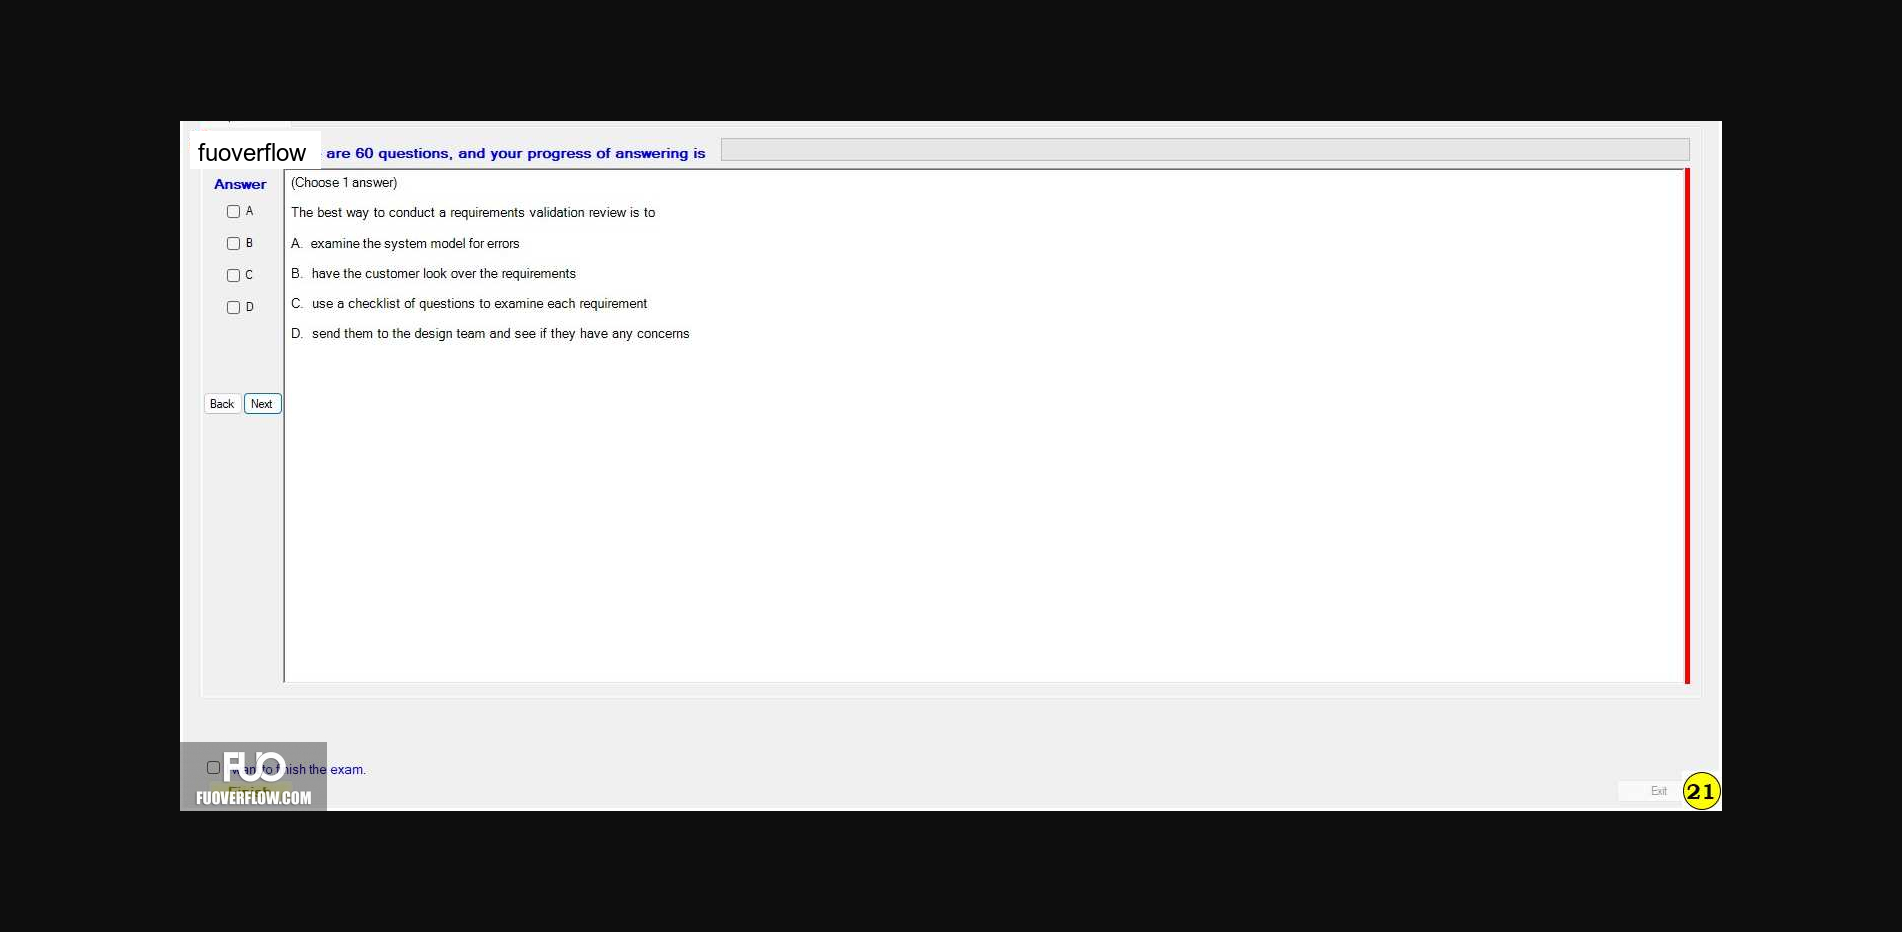 fuoverflow are 60 questions, and your progress of answering is
Answer
(Choose 1 answer)
A
The best way to conduct a requirements validation review is to
B
A. examine the system model for errors
C
B. have the customer look over the requirements
D
C. use a checklist of questions to examine each requirement
D. send them to the design team and see if they have any concerns
Back Next
FUO
want to finish the exam.
Finish
FUOVERFLOW.COM
Exit
21